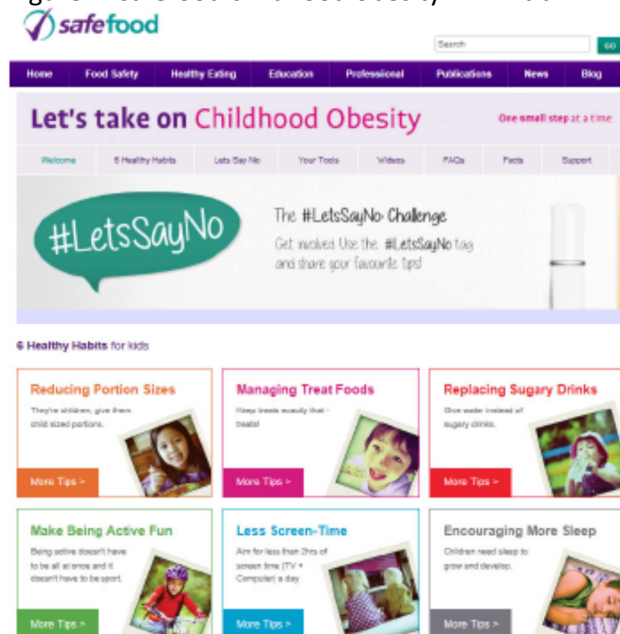 safefood
Search
GO
Home Food Safety Healthy Eating Education Professional Publications News Blog
Let's take on Childhood Obesity
One small step at a time
Welcome 6 Healthy Habits Lets Say No Your Tools Videos FAQs Facts Support
#LetsSayNo
The #LetsSayNo Challenge
Get involved Use the #LetsSayNo tag
and share your favourite tips!
6 Healthy Habits for kids
Reducing Portion Sizes
They're children, give them
child sized portions.
More Tips >
Managing Treat Foods
Keep treats exactly that -
treats!
More Tips >
Replacing Sugary Drinks
Give water instead of
sugary drinks.
More Tips >
Make Being Active Fun
Being active doesn't have
to be all at once and it
doesn't have to be sport.
More Tips >
Less Screen-Time
Aim for less than 2hrs of
screen time (TV +
Computer) a day
More Tips >
Encouraging More Sleep
Children need sleep to
grow and develop.
More Tips >